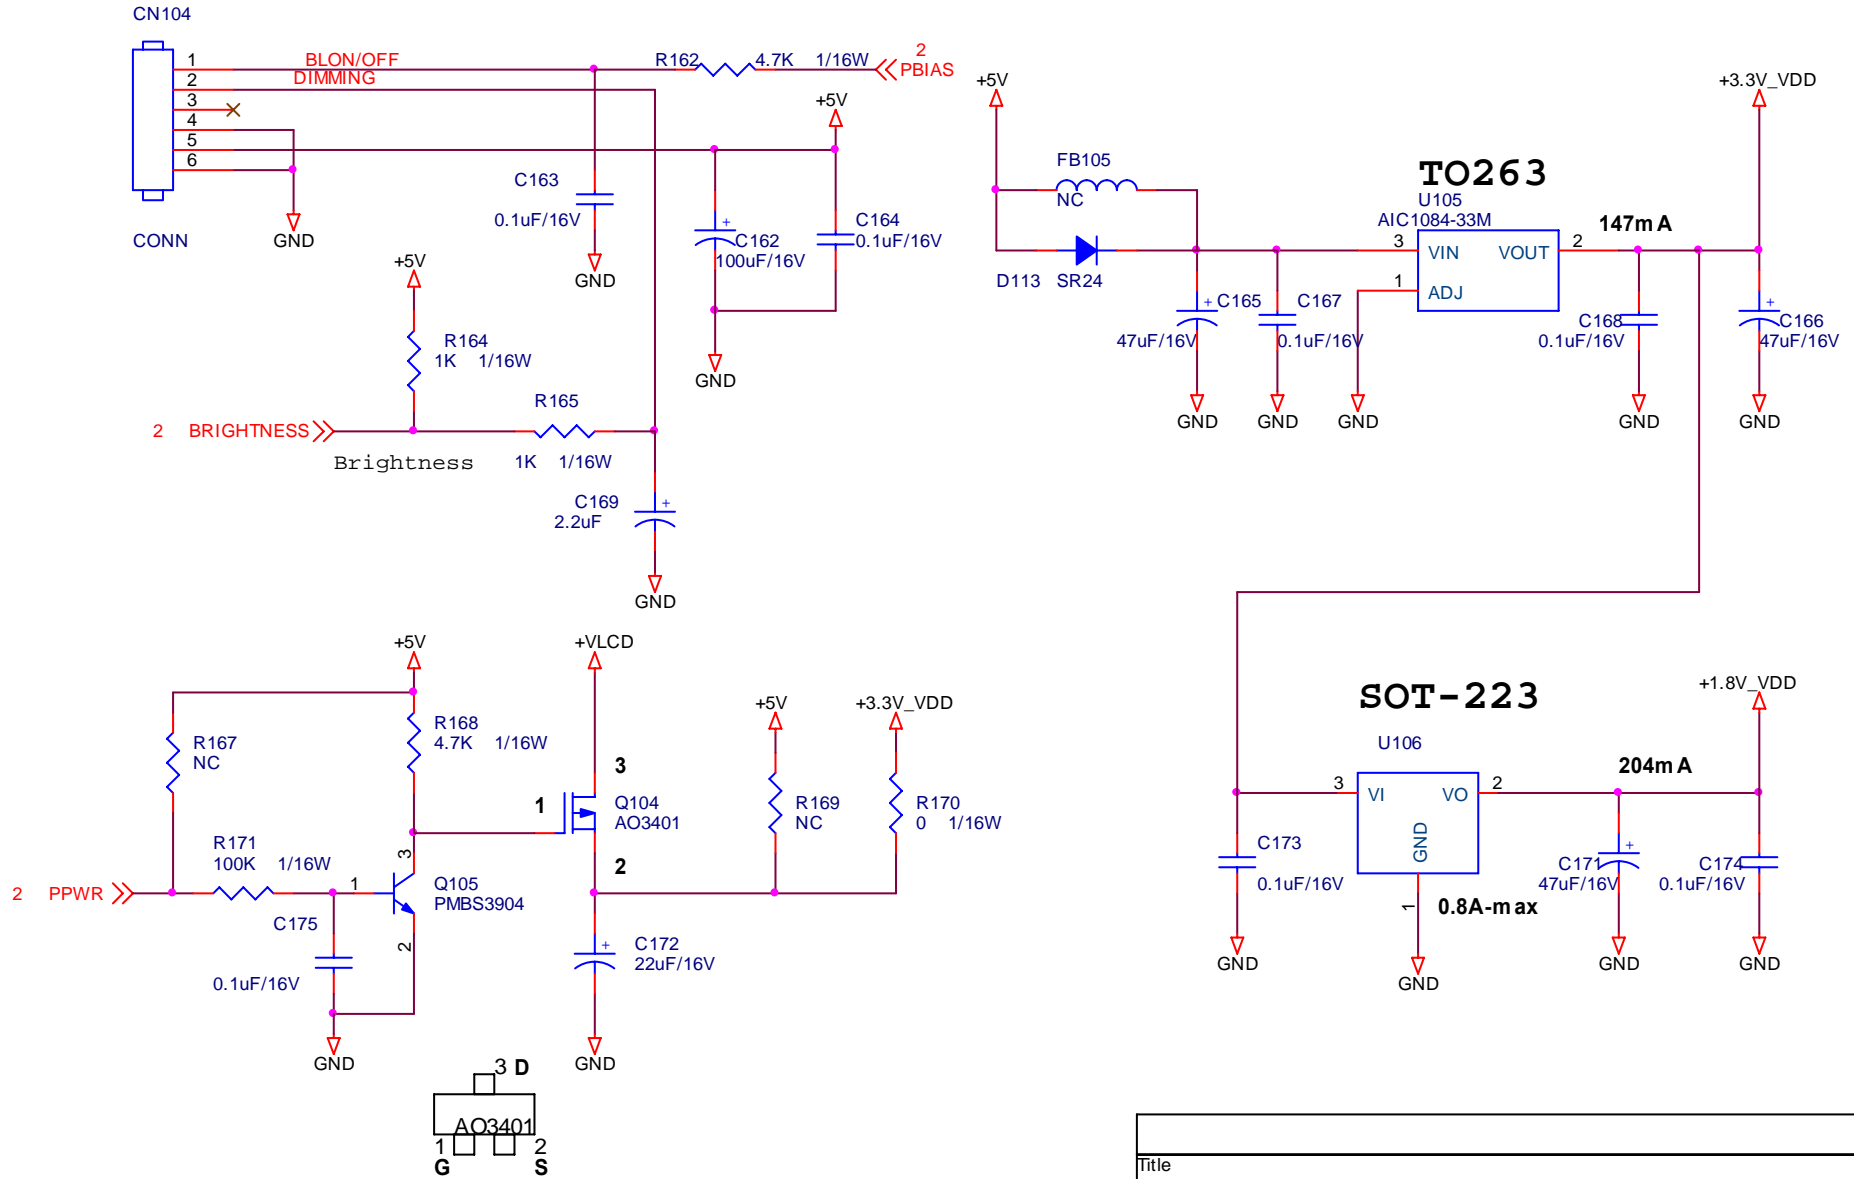 CN104
1
2
3
4
5
6
BLON/OFF
DIMMING
CONN
GND
R162
4.7K
1/16W
2
PBIAS
+5V
C163
0.1uF/16V
GND
C162
100uF/16V
C164
0.1uF/16V
GND
+5V
R164
1K 1/16W
2 BRIGHTNESS
Brightness
R165
1K 1/16W
C169
2.2uF
GND
+5V
FB105
NC
D113 SR24
TO263
U105
AIC1084-33M
3 VIN
VOUT 2
1 ADJ
147mA
+3.3V_VDD
C165
47uF/16V
C167
0.1uF/16V
C168
0.1uF/16V
C166
47uF/16V
GND
GND
GND
GND
GND
+5V
R167
NC
R168
4.7K 1/16W
2 PPWR
R171
100K 1/16W
C175
0.1uF/16V
1
3
2
Q105
PMBS3904
GND
+VLCD
3
1
2
Q104
AO3401
+5V
R169
NC
+3.3V_VDD
R170
0 1/16W
C172
22uF/16V
GND
SOT-223
U106
3 VI
VO 2
GND
1
0.8A-max
204mA
+1.8V_VDD
C173
0.1uF/16V
C171
47uF/16V
C174
0.1uF/16V
GND
GND
GND
GND
3 D
AO3401
1
G
2
S
Title